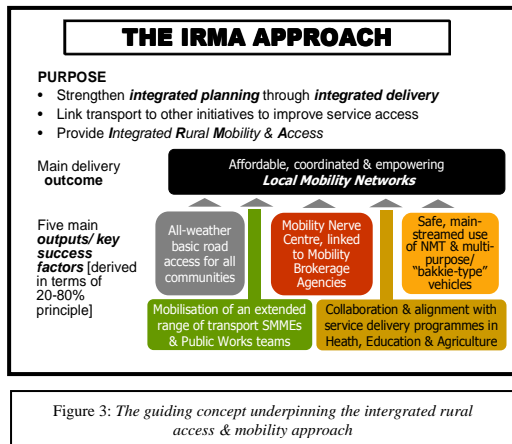 THE IRMA APPROACH
PURPOSE
• Strengthen integrated planning through integrated delivery
• Link transport to other initiatives to improve service access
• Provide Integrated Rural Mobility & Access
Main delivery
outcome
Affordable, coordinated & empowering
Local Mobility Networks
Five main
outputs/ key
success
factors [derived
in terms of
20-80%
principle]
All-weather
basic road
access for all
communities
Mobility Nerve
Centre, linked
to Mobility
Brokerage
Agencies
Safe, main-
streamed use
of NMT & multi-
purpose/
"bakkie-type"
vehicles
Mobilisation of an extended
range of transport SMMEs
& Public Works teams
Collaboration & alignment with
service delivery programmes in
Heath, Education & Agriculture
Figure 3: The guiding concept underpinning the intergrated rural
access & mobility approach